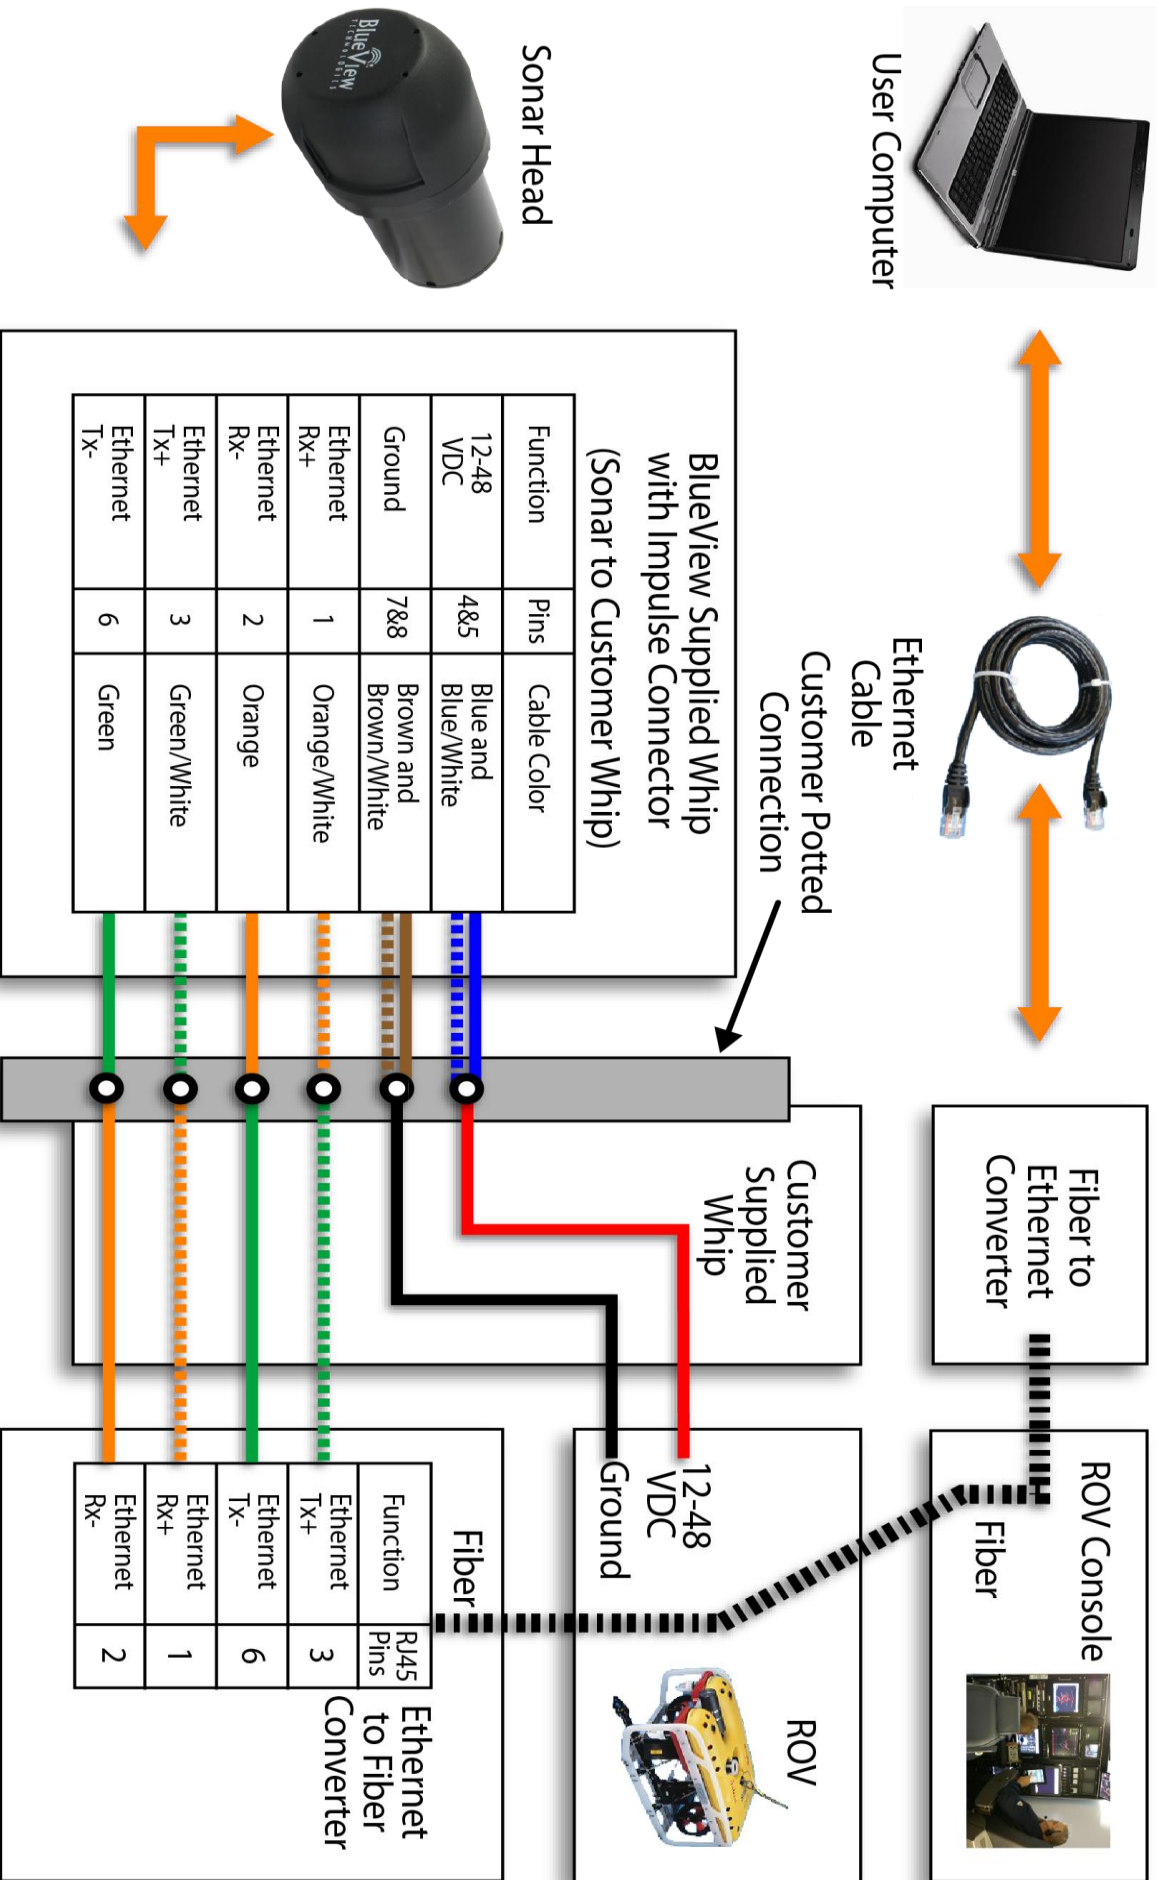 User Computer
Ethernet
Cable
Fiber to
Ethernet
Converter
ROV Console
Fiber
Sonar Head
BlueView
TECHNOLOGIES
Customer Potted
Connection
BlueView Supplied Whip
with Impulse Connector
(Sonar to Customer Whip)
Function
Pins
Cable Color
12-48
VDC
4&5
Blue and
Blue/White
Ground
7&8
Brown and
Brown/White
Ethernet
Rx+
1
Orange/White
Ethernet
Rx-
2
Orange
Ethernet
Tx+
3
Green/White
Ethernet
Tx-
6
Green
Customer
Supplied
Whip
12-48
VDC
Ground
ROV
Fiber
Ethernet
to Fiber
Converter
Function
RJ45
Pins
Ethernet
Tx+
3
Ethernet
Tx-
6
Ethernet
Rx+
1
Ethernet
Rx-
2